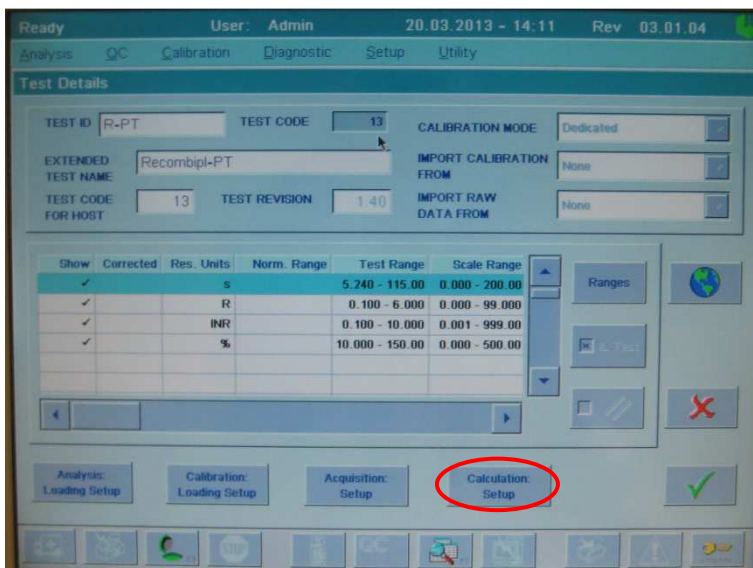 Ready User: Admin 20.03.2013 - 14:11 Rev 03.01.04
Analysis QC Calibration Diagnostic Setup Utility
Test Details
TEST ID R-PT TEST CODE 13 CALIBRATION MODE Dedicated
EXTENDED TEST NAME Recombipl-PT IMPORT CALIBRATION FROM None
TEST CODE FOR HOST 13 TEST REVISION 1.40 IMPORT RAW DATA FROM None
Show Corrected Res. Units Norm. Range Test Range Scale Range
s 5.240 - 115.00 0.000 - 200.00
R 0.100 - 6.000 0.000 - 99.000
INR 0.100 - 10.000 0.001 - 999.00
% 10.000 - 150.00 0.000 - 500.00
Ranges
Analysis: Loading Setup
Calibration: Loading Setup
Acquisition: Setup
Calculation: Setup
STOP
QC